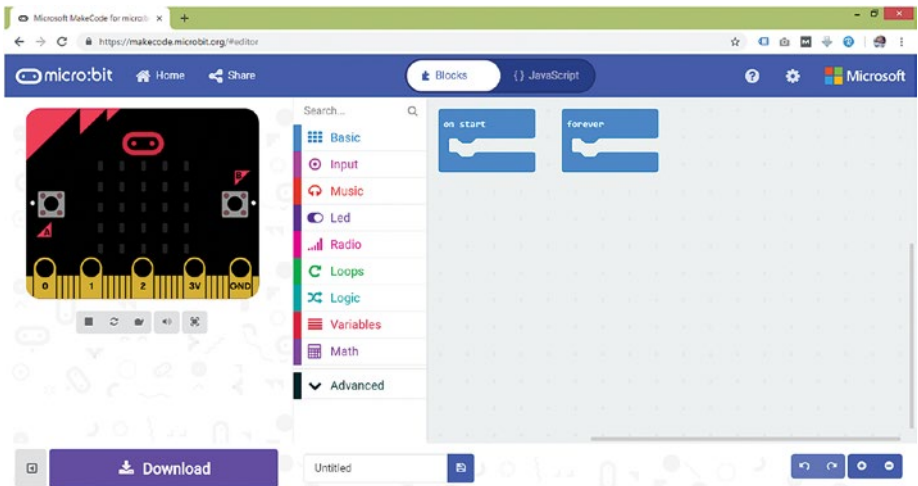 Microsoft MakeCode for micro:b
https://makecode.microbit.org/#editor
micro:bit Home Share Blocks {} JavaScript Microsoft
Search...
Basic
Input
Music
Led
Radio
Loops
Logic
Variables
Math
Advanced
on start forever
B
A
0 1 2 3V GND
Download
Untitled